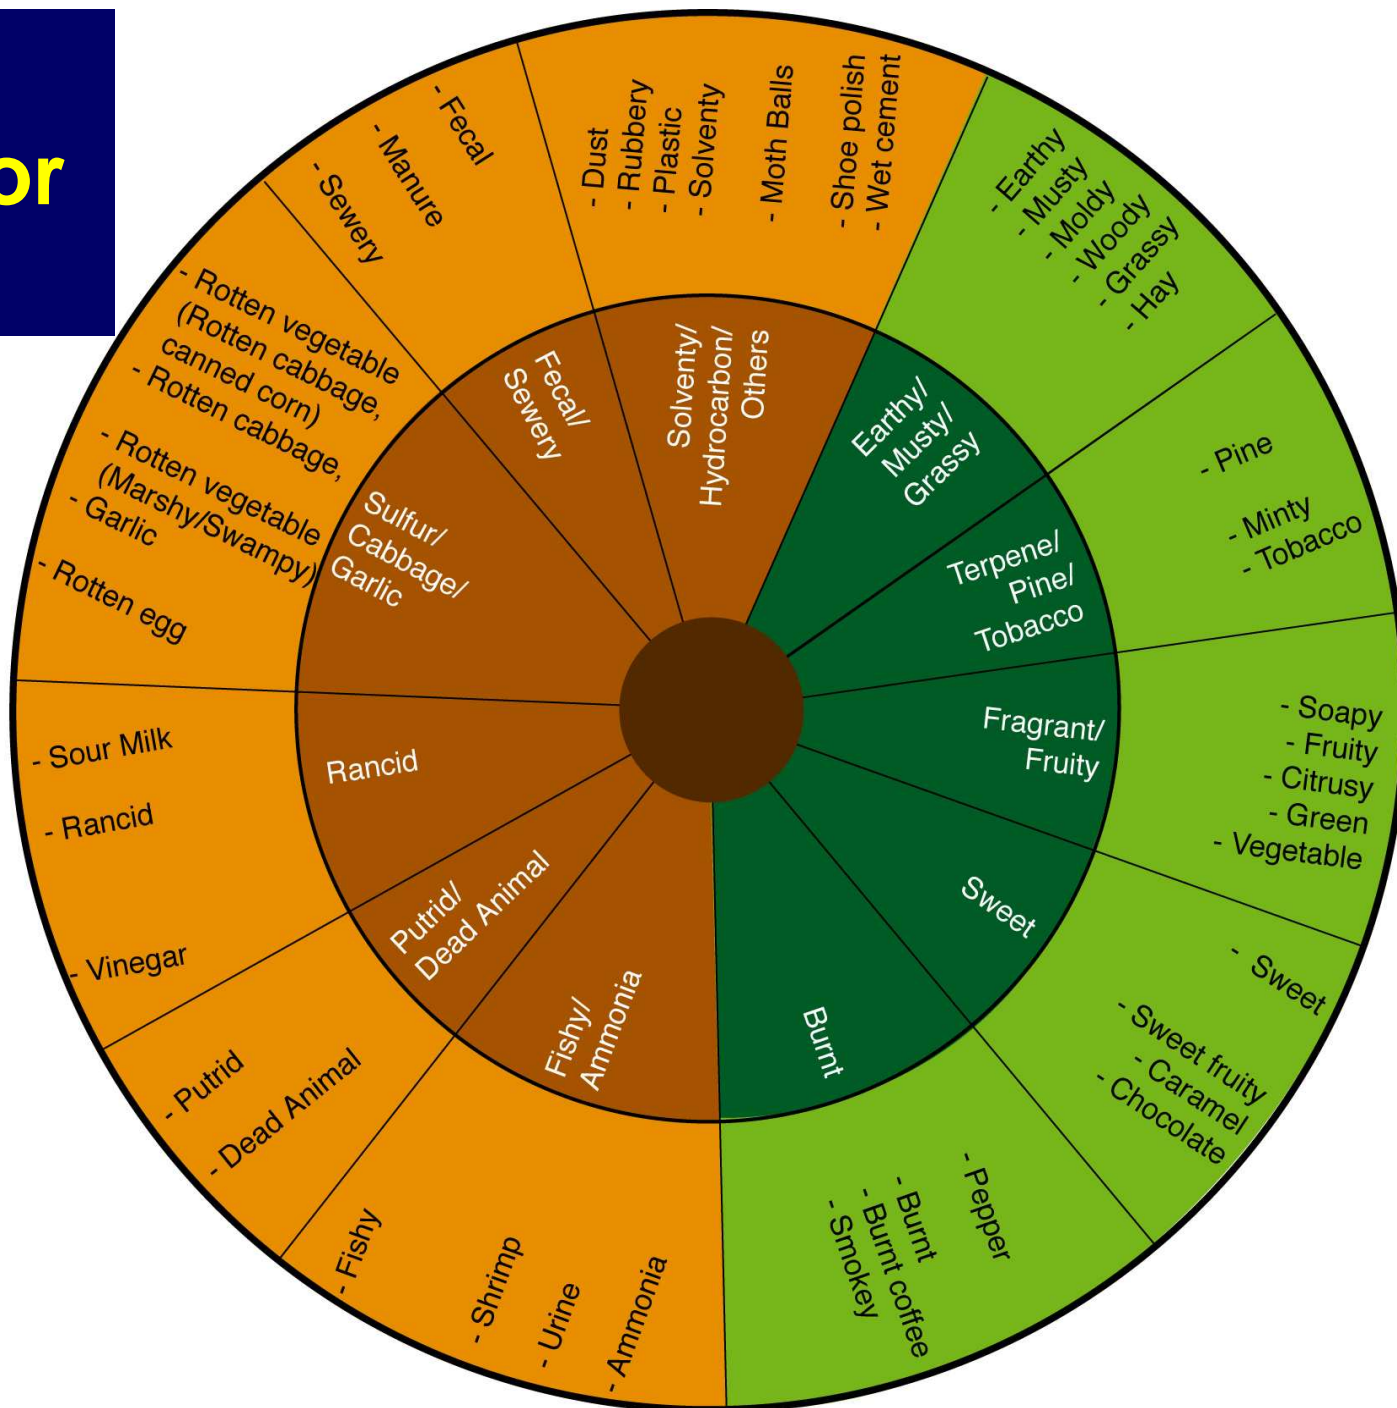 or
- Dust
- Rubbery
- Plastic
- Solventy
- Moth Balls
- Shoe polish
- Wet cement
Solventy/
Hydrocarbon/
Others
- Earthy
- Musty
- Moldy
- Woody
- Grassy
- Hay
Earthy/
Musty/
Grassy
- Pine
- Minty
- Tobacco
Terpene/
Pine/
Tobacco
- Soapy
- Fruity
- Citrusy
- Green
- Vegetable
Fragrant/
Fruity
- Sweet
- Sweet fruity
- Caramel
- Chocolate
Sweet
- Pepper
- Burnt
- Burnt coffee
- Smokey
Burnt
- Fishy
- Shrimp
- Urine
- Ammonia
Fishy/
Ammonia
- Putrid
- Dead Animal
Putrid/
Dead Animal
- Sour Milk
- Rancid
- Vinegar
Rancid
- Rotten vegetable
(Rotten cabbage,
canned corn)
- Rotten cabbage,
- Rotten vegetable
(Marshy/Swampy)
- Garlic
- Rotten egg
Sulfur/
Cabbage/
Garlic
- Fecal
- Manure
- Sewery
Fecal/
Sewery